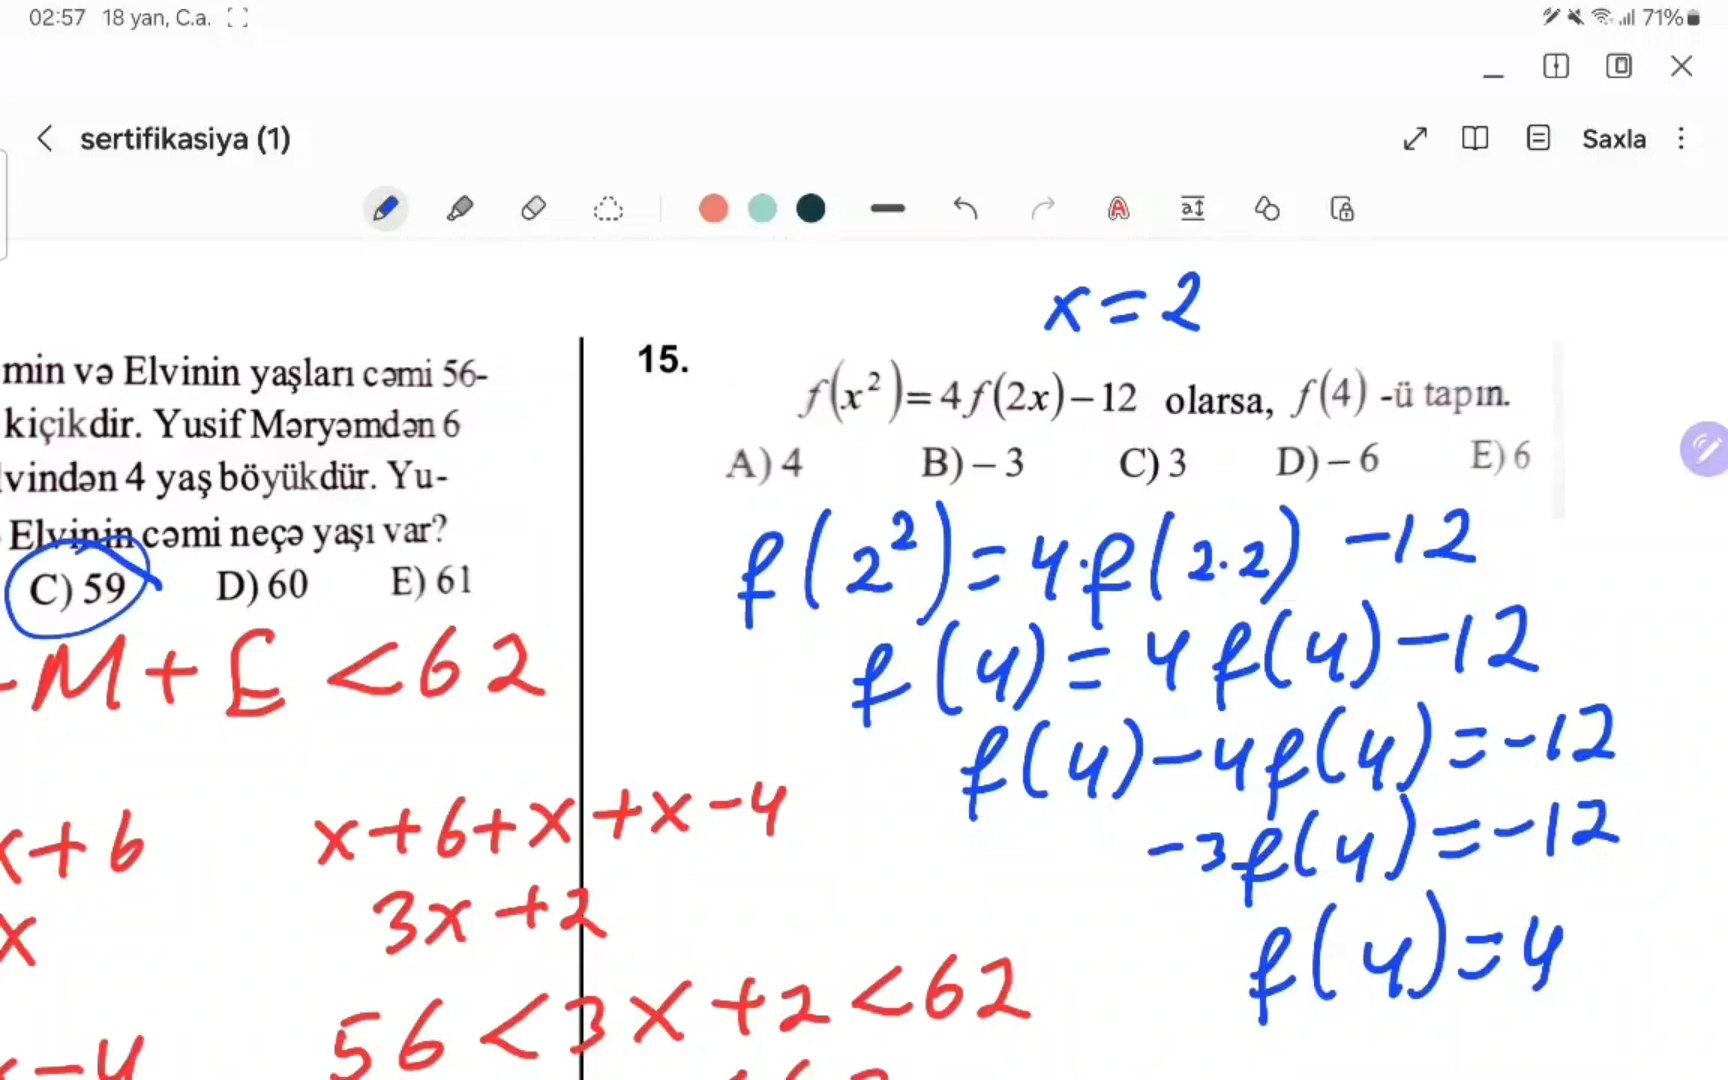 02:57 18 yan, C.a.
71%
sertifikasiya (1)
Saxla
min və Elvinin yaşları cəmi 56-
kiçikdir. Yusif Məryəmdən 6
lvindən 4 yaş böyükdür. Yu-
Elvinin cəmi neçə yaşı var?
C) 59 D) 60 E) 61
M + E < 62
x + 6 x + 6 + x + x - 4
x 3x + 2
56 < 3x + 2 < 62
- 4
x = 2
15.
f(x²) = 4f(2x) – 12 olarsa, f(4) -ü tapın.
A) 4 B) – 3 C) 3 D) – 6 E) 6
f(2²) = 4·f(2·2) - 12
f(4) = 4f(4) - 12
f(4) - 4f(4) = -12
-3f(4) = -12
f(4) = 4